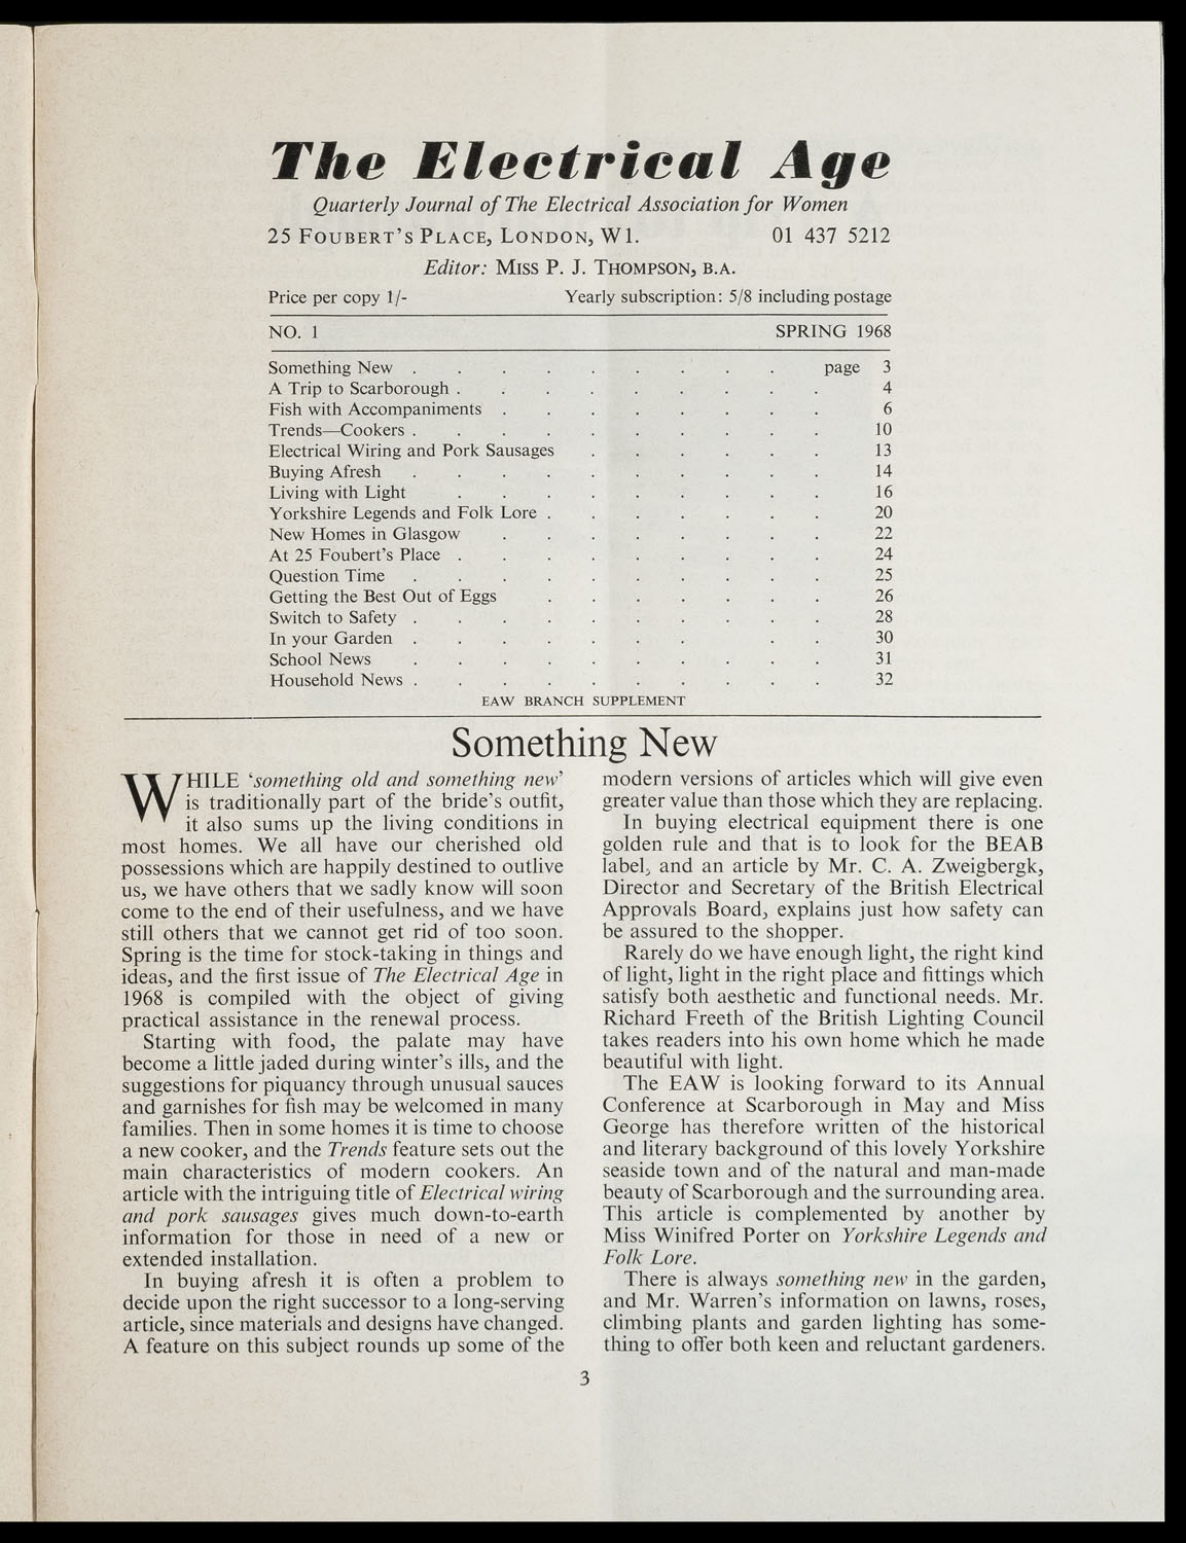 The Electrical Age
Quarterly Journal of The Electrical Association for Women
25 FOUBERT'S PLACE, LONDON, W1. 01 437 5212
Editor: MISS P. J. THOMPSON, B.A.
Price per copy 1/- Yearly subscription: 5/8 including postage
NO. 1 SPRING 1968
Something New . . . . . . . . . page 3
A Trip to Scarborough . . . . . . . . . 4
Fish with Accompaniments . . . . . . . . 6
Trends—Cookers . . . . . . . . . . 10
Electrical Wiring and Pork Sausages . . . . . . 13
Buying Afresh . . . . . . . . . . 14
Living with Light . . . . . . . . . 16
Yorkshire Legends and Folk Lore . . . . . . . 20
New Homes in Glasgow . . . . . . . . 22
At 25 Foubert's Place . . . . . . . . . 24
Question Time . . . . . . . . . . 25
Getting the Best Out of Eggs . . . . . . . 26
Switch to Safety . . . . . . . . . . 28
In your Garden . . . . . . . . . . 30
School News . . . . . . . . . . 31
Household News . . . . . . . . . . 32
EAW BRANCH SUPPLEMENT
Something New
WHILE 'something old and something new'
is traditionally part of the bride's outfit,
it also sums up the living conditions in
most homes. We all have our cherished old
possessions which are happily destined to outlive
us, we have others that we sadly know will soon
come to the end of their usefulness, and we have
still others that we cannot get rid of too soon.
Spring is the time for stock-taking in things and
ideas, and the first issue of The Electrical Age in
1968 is compiled with the object of giving
practical assistance in the renewal process.
Starting with food, the palate may have
become a little jaded during winter's ills, and the
suggestions for piquancy through unusual sauces
and garnishes for fish may be welcomed in many
families. Then in some homes it is time to choose
a new cooker, and the Trends feature sets out the
main characteristics of modern cookers. An
article with the intriguing title of Electrical wiring
and pork sausages gives much down-to-earth
information for those in need of a new or
extended installation.
In buying afresh it is often a problem to
decide upon the right successor to a long-serving
article, since materials and designs have changed.
A feature on this subject rounds up some of the
modern versions of articles which will give even
greater value than those which they are replacing.
In buying electrical equipment there is one
golden rule and that is to look for the BEAB
label, and an article by Mr. C. A. Zweigbergk,
Director and Secretary of the British Electrical
Approvals Board, explains just how safety can
be assured to the shopper.
Rarely do we have enough light, the right kind
of light, light in the right place and fittings which
satisfy both aesthetic and functional needs. Mr.
Richard Freeth of the British Lighting Council
takes readers into his own home which he made
beautiful with light.
The EAW is looking forward to its Annual
Conference at Scarborough in May and Miss
George has therefore written of the historical
and literary background of this lovely Yorkshire
seaside town and of the natural and man-made
beauty of Scarborough and the surrounding area.
This article is complemented by another by
Miss Winifred Porter on Yorkshire Legends and
Folk Lore.
There is always something new in the garden,
and Mr. Warren's information on lawns, roses,
climbing plants and garden lighting has some-
thing to offer both keen and reluctant gardeners.
3